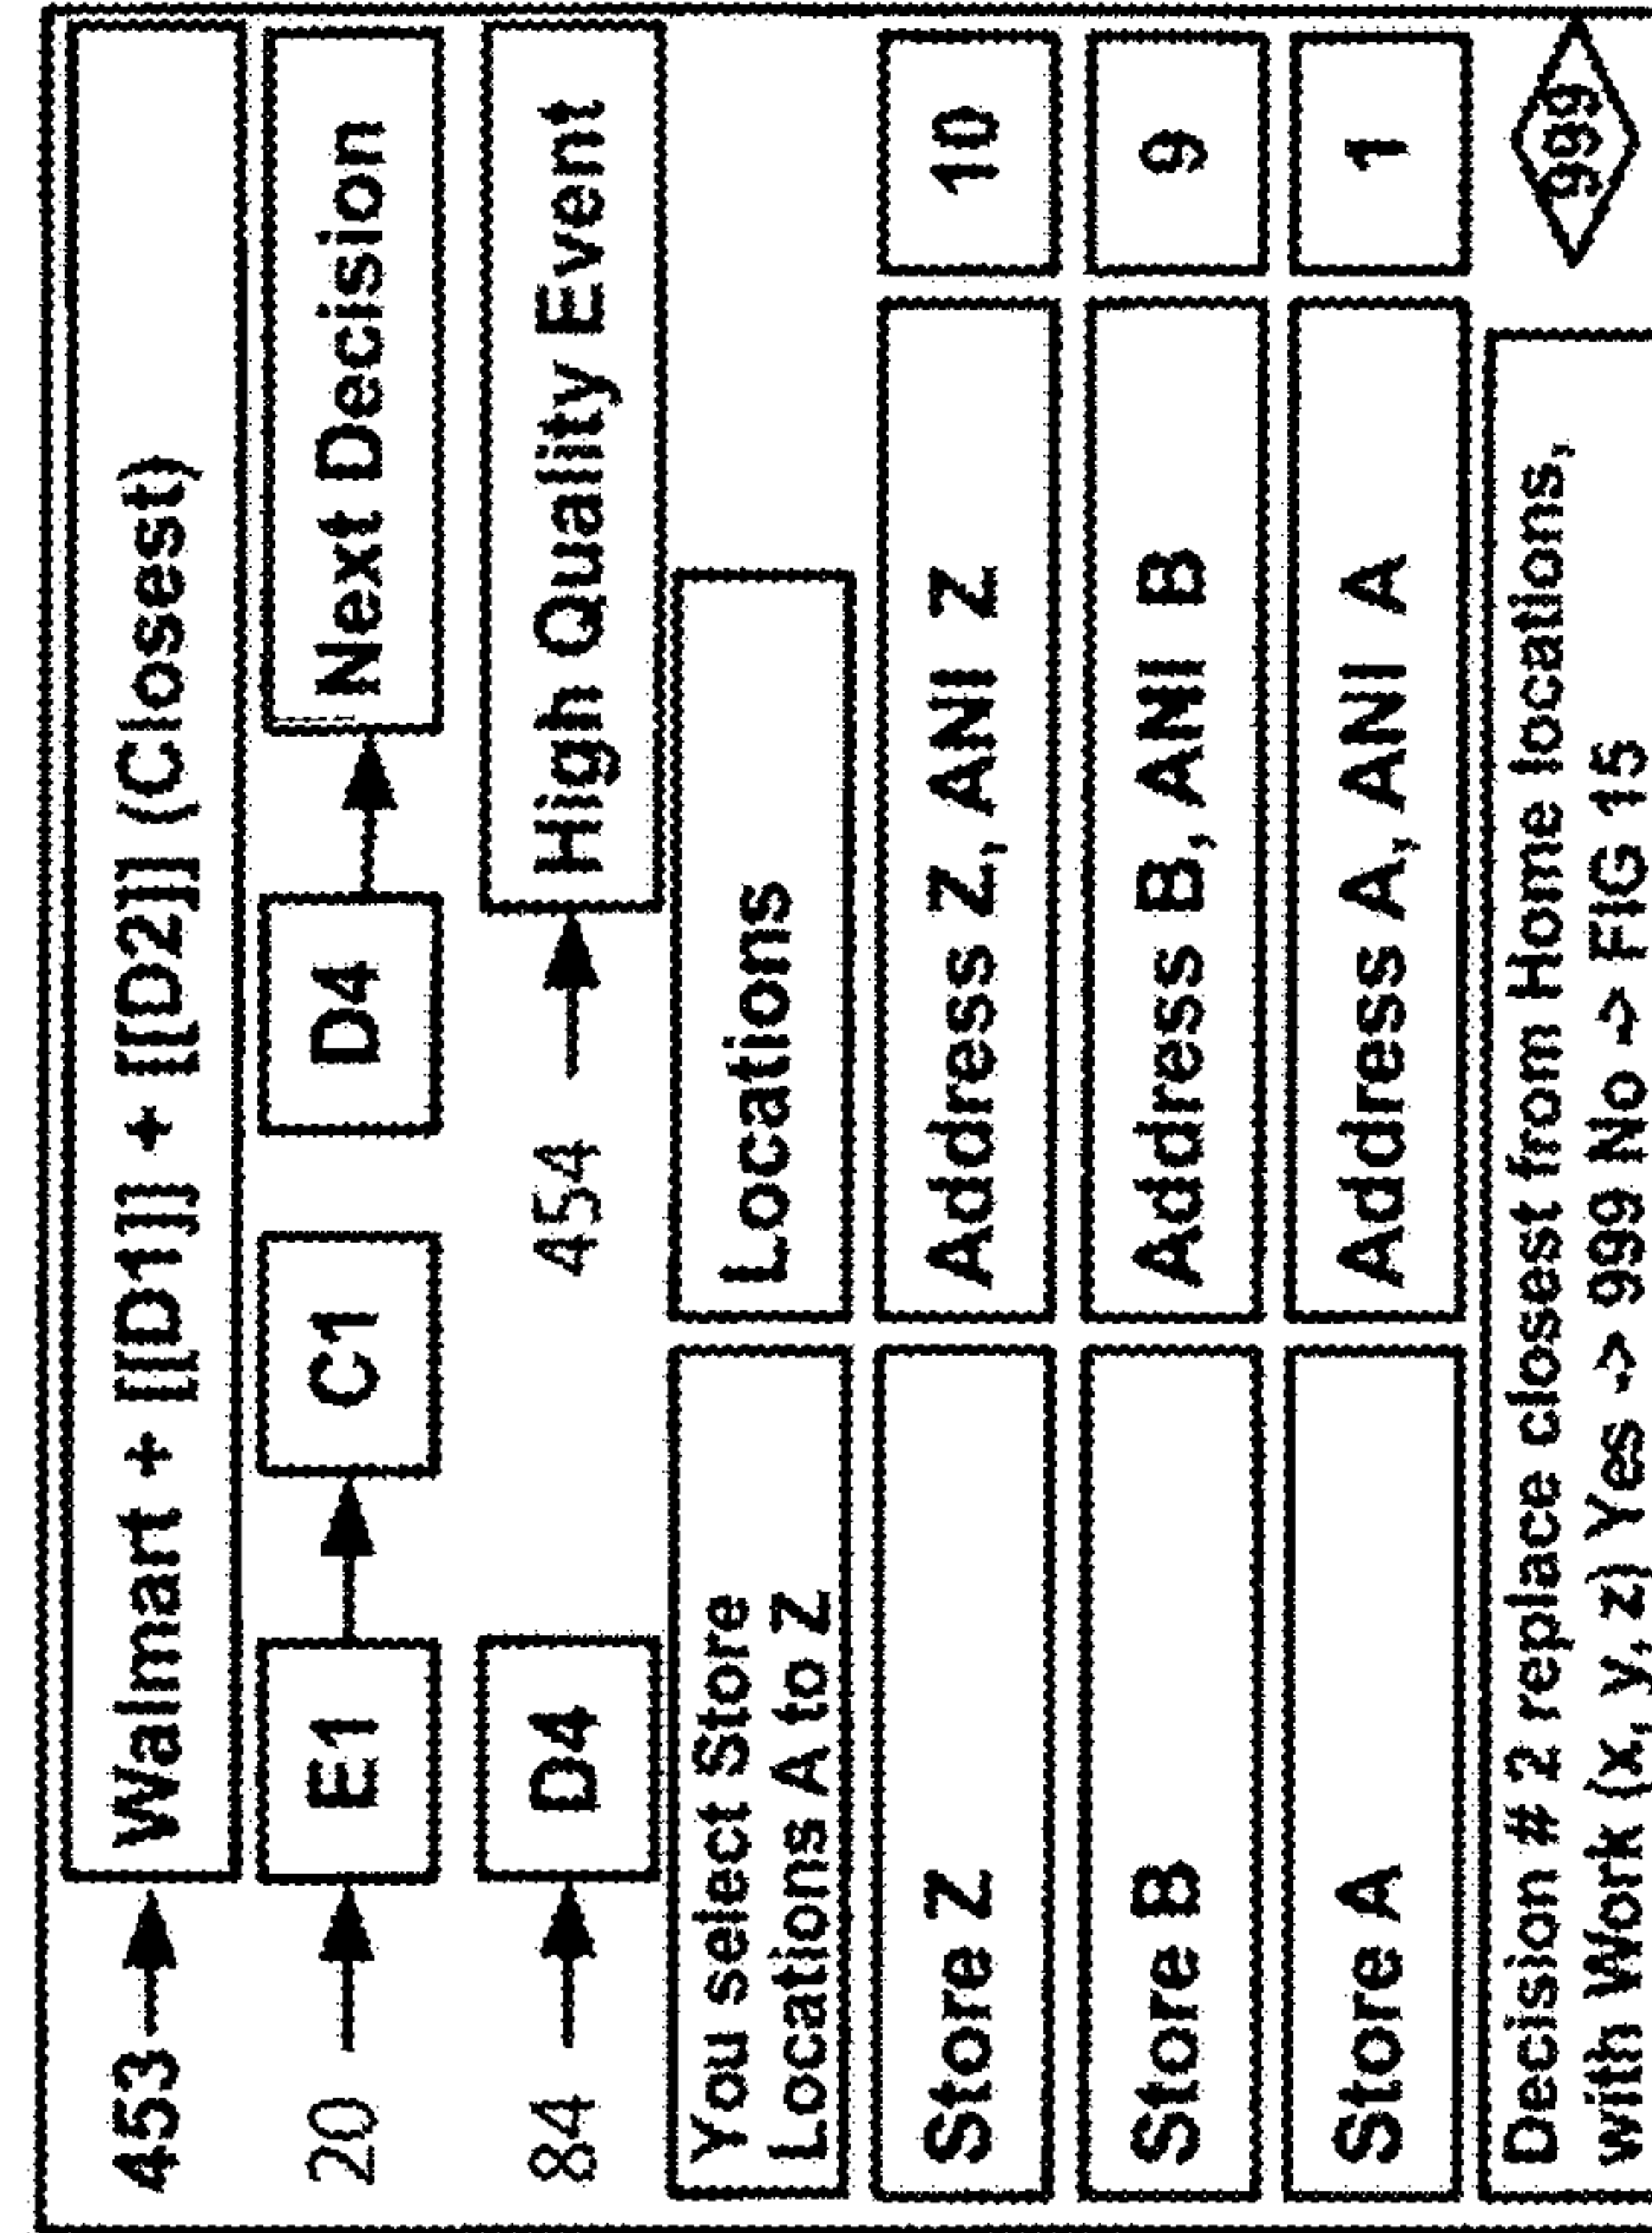 453 Walmart + [[D1]] + [[D2]] (Closest)
20 E1 C1 D4 Next Decision
84 D4 454 High Quality Event
You select Store
Locations A to Z
Locations
Store Z Address Z, ANI Z 10
Store B Address B, ANI B 9
Store A Address A, ANI A 1
Decision # 2 replace closest from Home locations,
with Work (x, y, z) Yes -> 999 No -> FIG 15
999